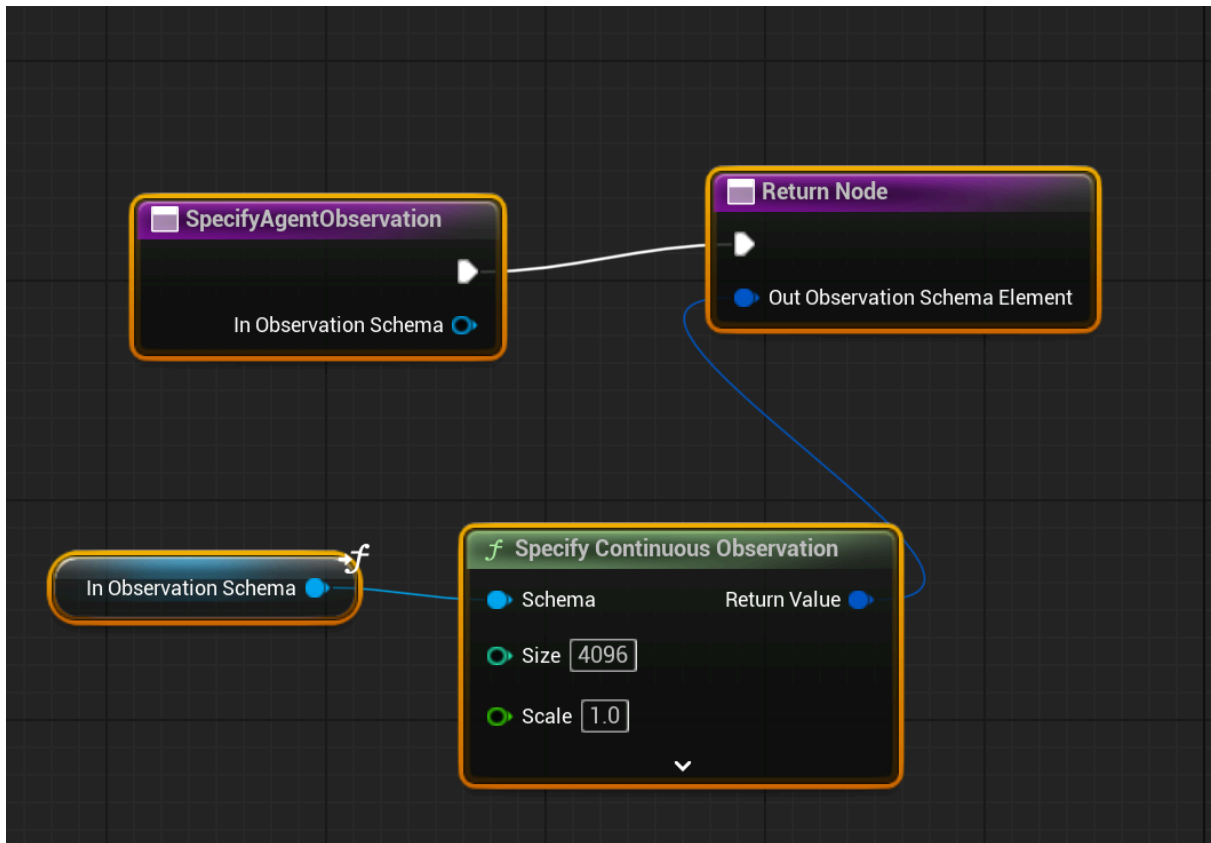 SpecifyAgentObservation
In Observation Schema
Return Node
Out Observation Schema Element
In Observation Schema
f
f Specify Continuous Observation
Schema
Return Value
Size 4096
Scale 1.0